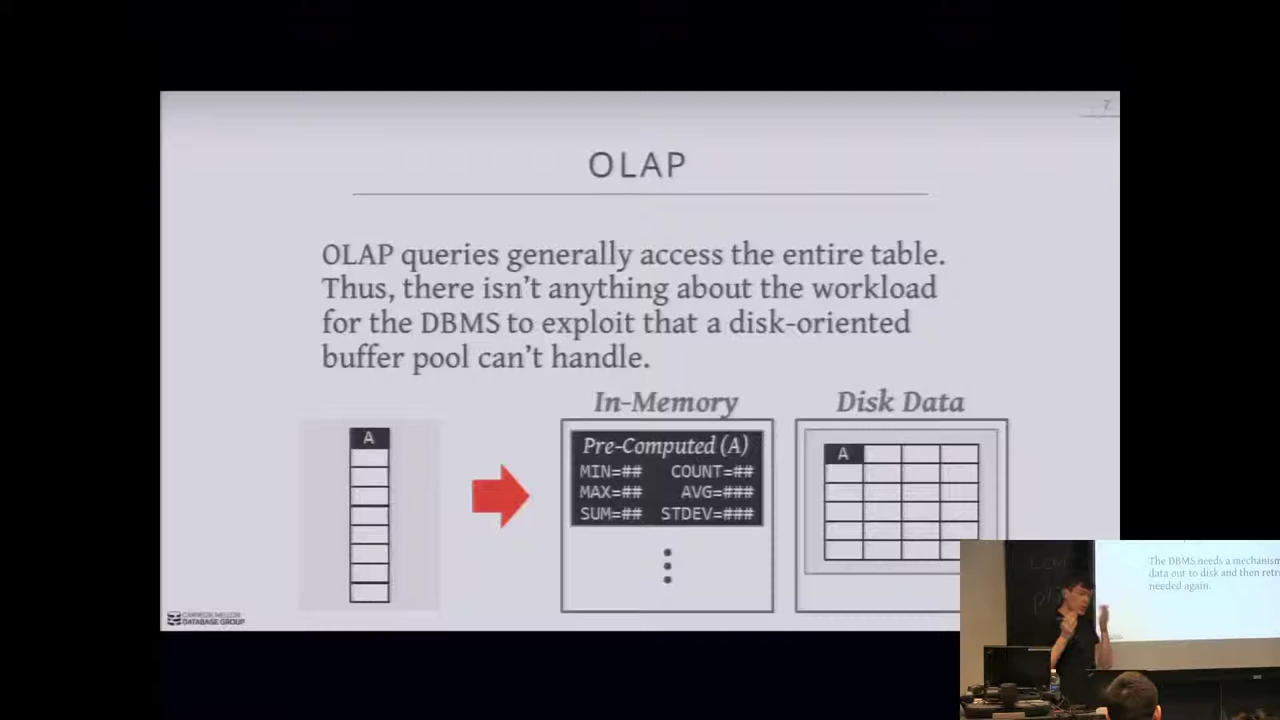 7
OLAP
OLAP queries generally access the entire table.
Thus, there isn't anything about the workload
for the DBMS to exploit that a disk-oriented
buffer pool can't handle.
In-Memory
Disk Data
A
Pre-Computed (A)
MIN=## COUNT=##
MAX=## AVG=###
SUM=## STDEV=###
A
CARNEGIE MELLON
DATABASE GROUP
The DBMS needs a mechanism
data out to disk and then retr
needed again.